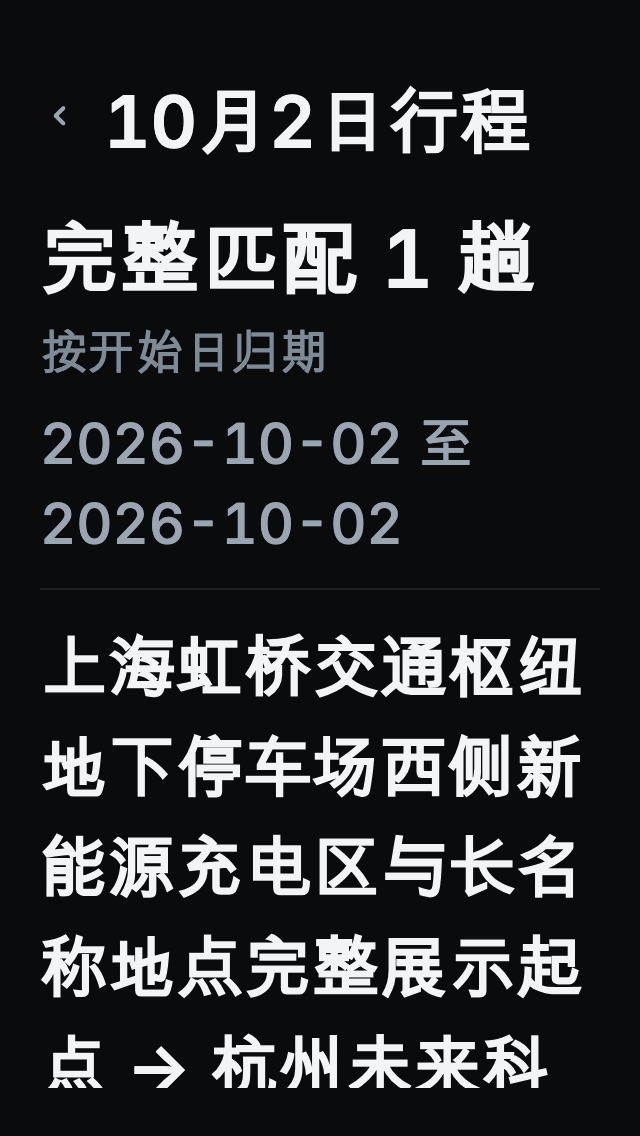 10月2日行程
完整匹配 1 趟
按开始日归期
2026-10-02 至
2026-10-02
上海虹桥交通枢纽
地下停车场西侧新
能源充电区与长名
称地点完整展示起
点 → 杭州未来科